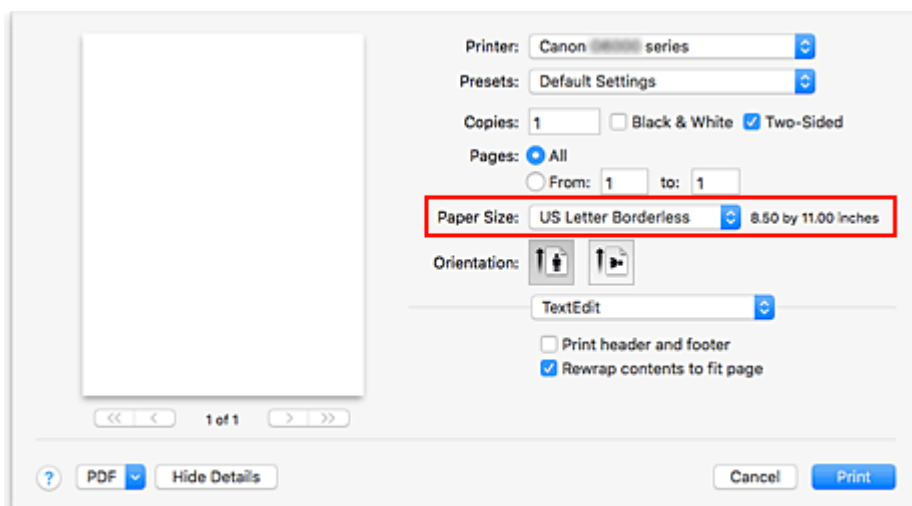 Printer: Canon series
Presets: Default Settings
Copies: 1 Black & White Two-Sided
Pages: All
From: 1 to: 1
Paper Size: US Letter Borderless 8.50 by 11.00 inches
Orientation:
TextEdit
Print header and footer
Rewrap contents to fit page
<< < 1 of 1 > >>
? PDF Hide Details Cancel Print